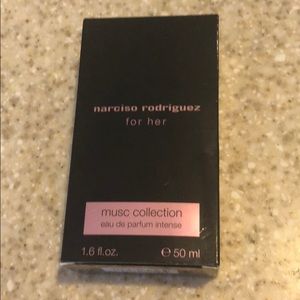 narciso rodriguez
for her
musc collection
eau de parfum intense
1.6 fl.oz. ℮ 50 ml